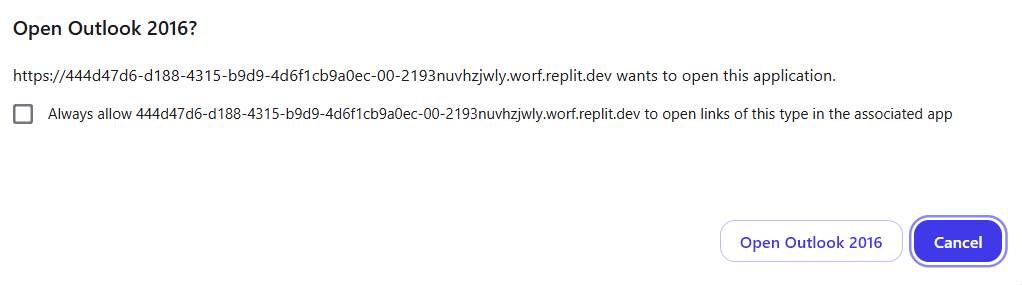 Open Outlook 2016?
https://444d47d6-d188-4315-b9d9-4d6f1cb9a0ec-00-2193nuvhzjwly.worf.replit.dev wants to open this application.
Always allow 444d47d6-d188-4315-b9d9-4d6f1cb9a0ec-00-2193nuvhzjwly.worf.replit.dev to open links of this type in the associated app
Open Outlook 2016
Cancel